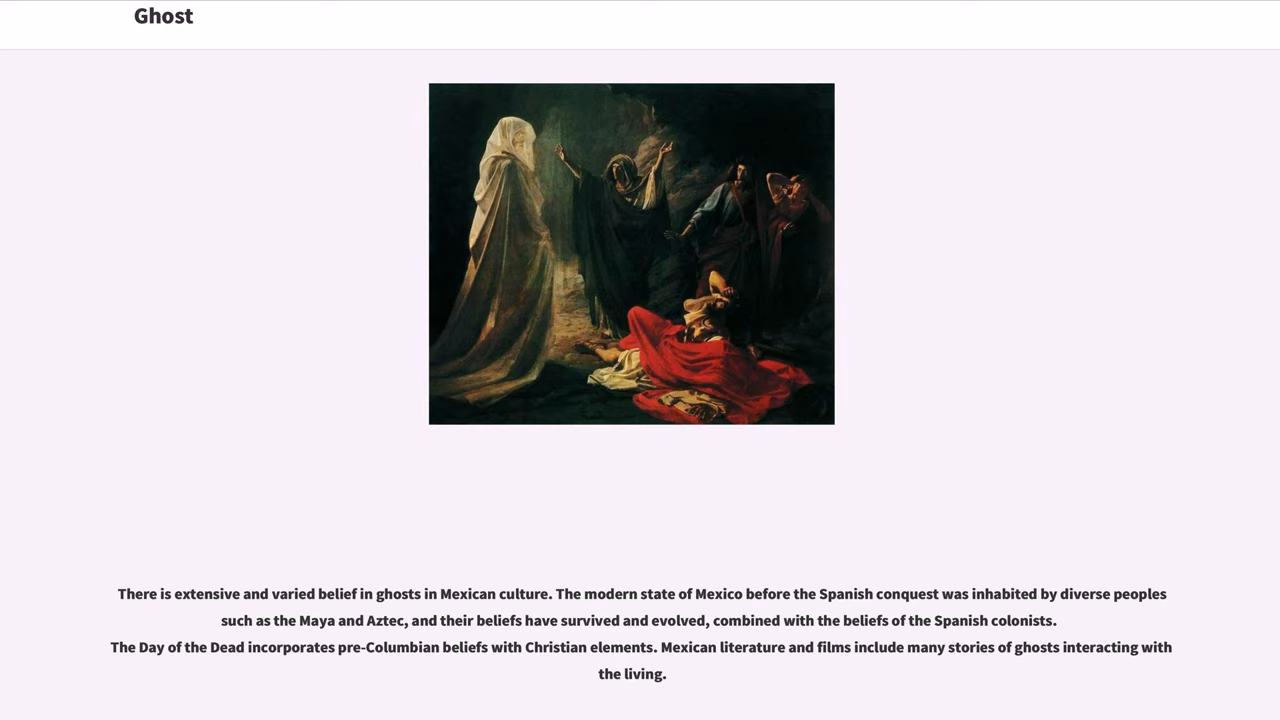 Ghost
There is extensive and varied belief in ghosts in Mexican culture. The modern state of Mexico before the Spanish conquest was inhabited by diverse peoples
such as the Maya and Aztec, and their beliefs have survived and evolved, combined with the beliefs of the Spanish colonists.
The Day of the Dead incorporates pre-Columbian beliefs with Christian elements. Mexican literature and films include many stories of ghosts interacting with
the living.